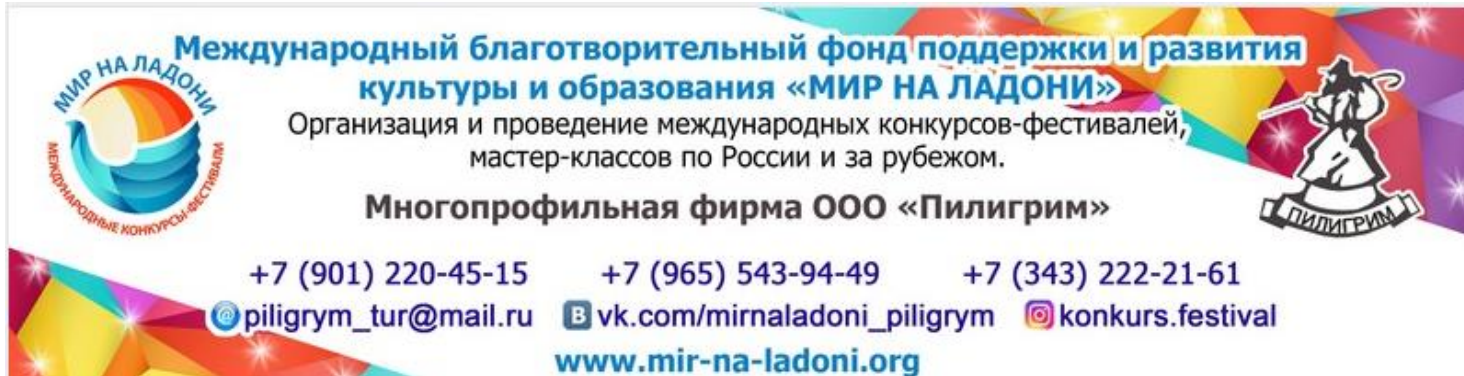 Международный благотворительный фонд поддержки и развития
культуры и образования «МИР НА ЛАДОНИ»
Организация и проведение международных конкурсов-фестивалей,
мастер-классов по России и за рубежом.
Многопрофильная фирма ООО «Пилигрим»
МИР НА ЛАДОНИ
МЕЖДУНАРОДНЫЕ КОНКУРСЫ-ФЕСТИВАЛИ
ПИЛИГРИМ
+7 (901) 220-45-15 +7 (965) 543-94-49 +7 (343) 222-21-61
@piligrym_tur@mail.ru B vk.com/mirnaladoni_piligrym konkurs.festival
www.mir-na-ladoni.org